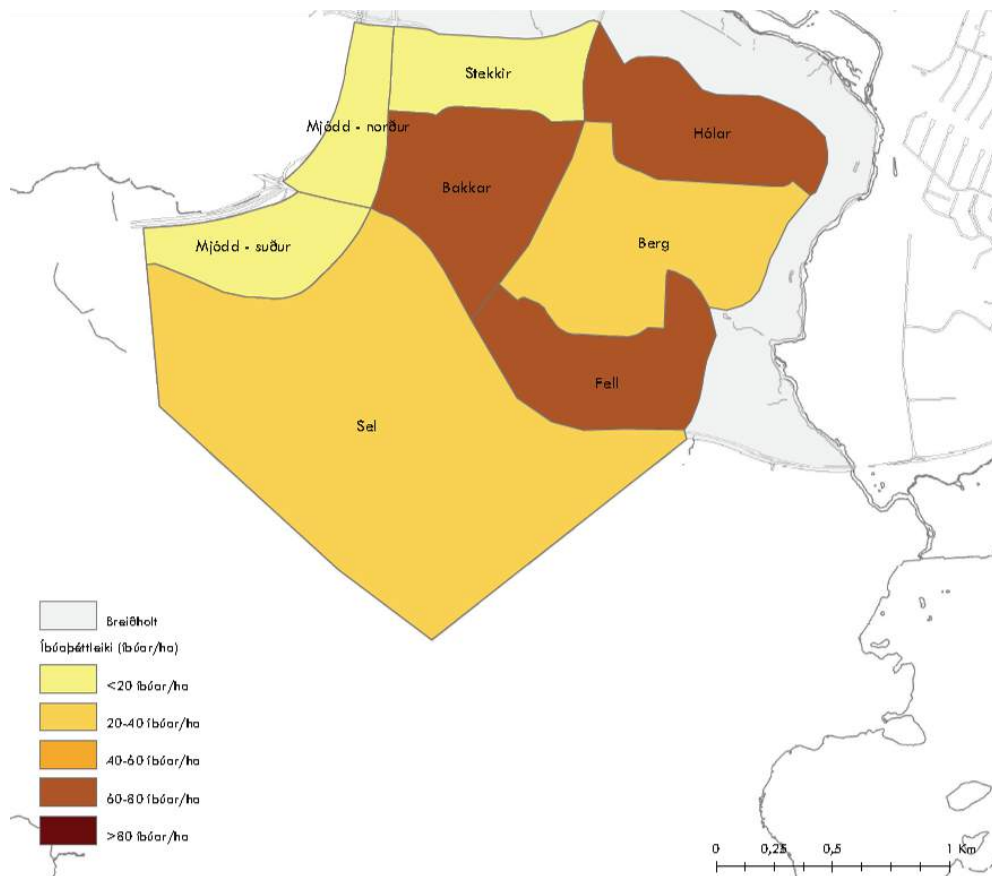 Stekkir
Mjódd - norður
Hólar
Bakkar
Berg
Mjódd - suður
Fell
Sel
Breiðholt
Íbúaþéttleiki (íbúar/ha)
<20 íbúar/ha
20-40 íbúar/ha
40-60 íbúar/ha
60-80 íbúar/ha
>80 íbúar/ha
0 0,25 0,5 1 Km